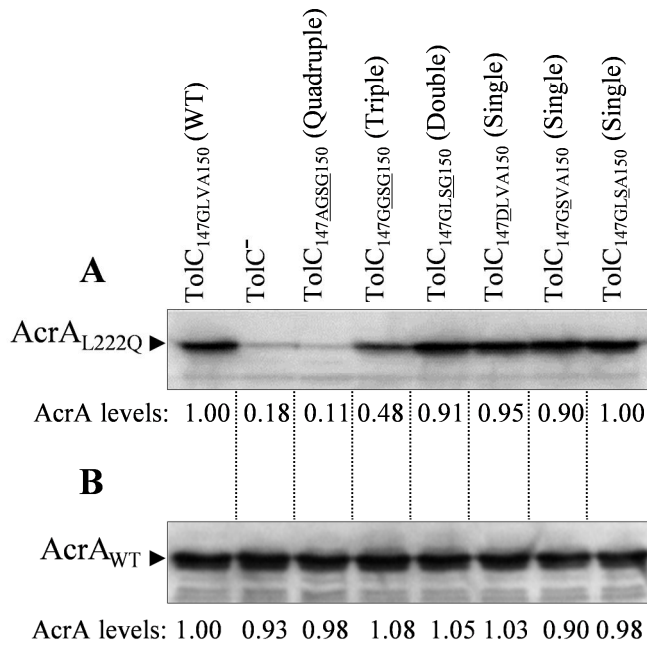 TolC147GLVA150 (WT)
TolC-
TolC147AGSG150 (Quadruple)
TolC147GGSG150 (Triple)
TolC147GLSG150 (Double)
TolC147DLVA150 (Single)
TolC147GSVA150 (Single)
TolC147GLSA150 (Single)
A
AcrAL222Q
AcrA levels: 1.00 0.18 0.11 0.48 0.91 0.95 0.90 1.00
B
AcrAWT
AcrA levels: 1.00 0.93 0.98 1.08 1.05 1.03 0.90 0.98